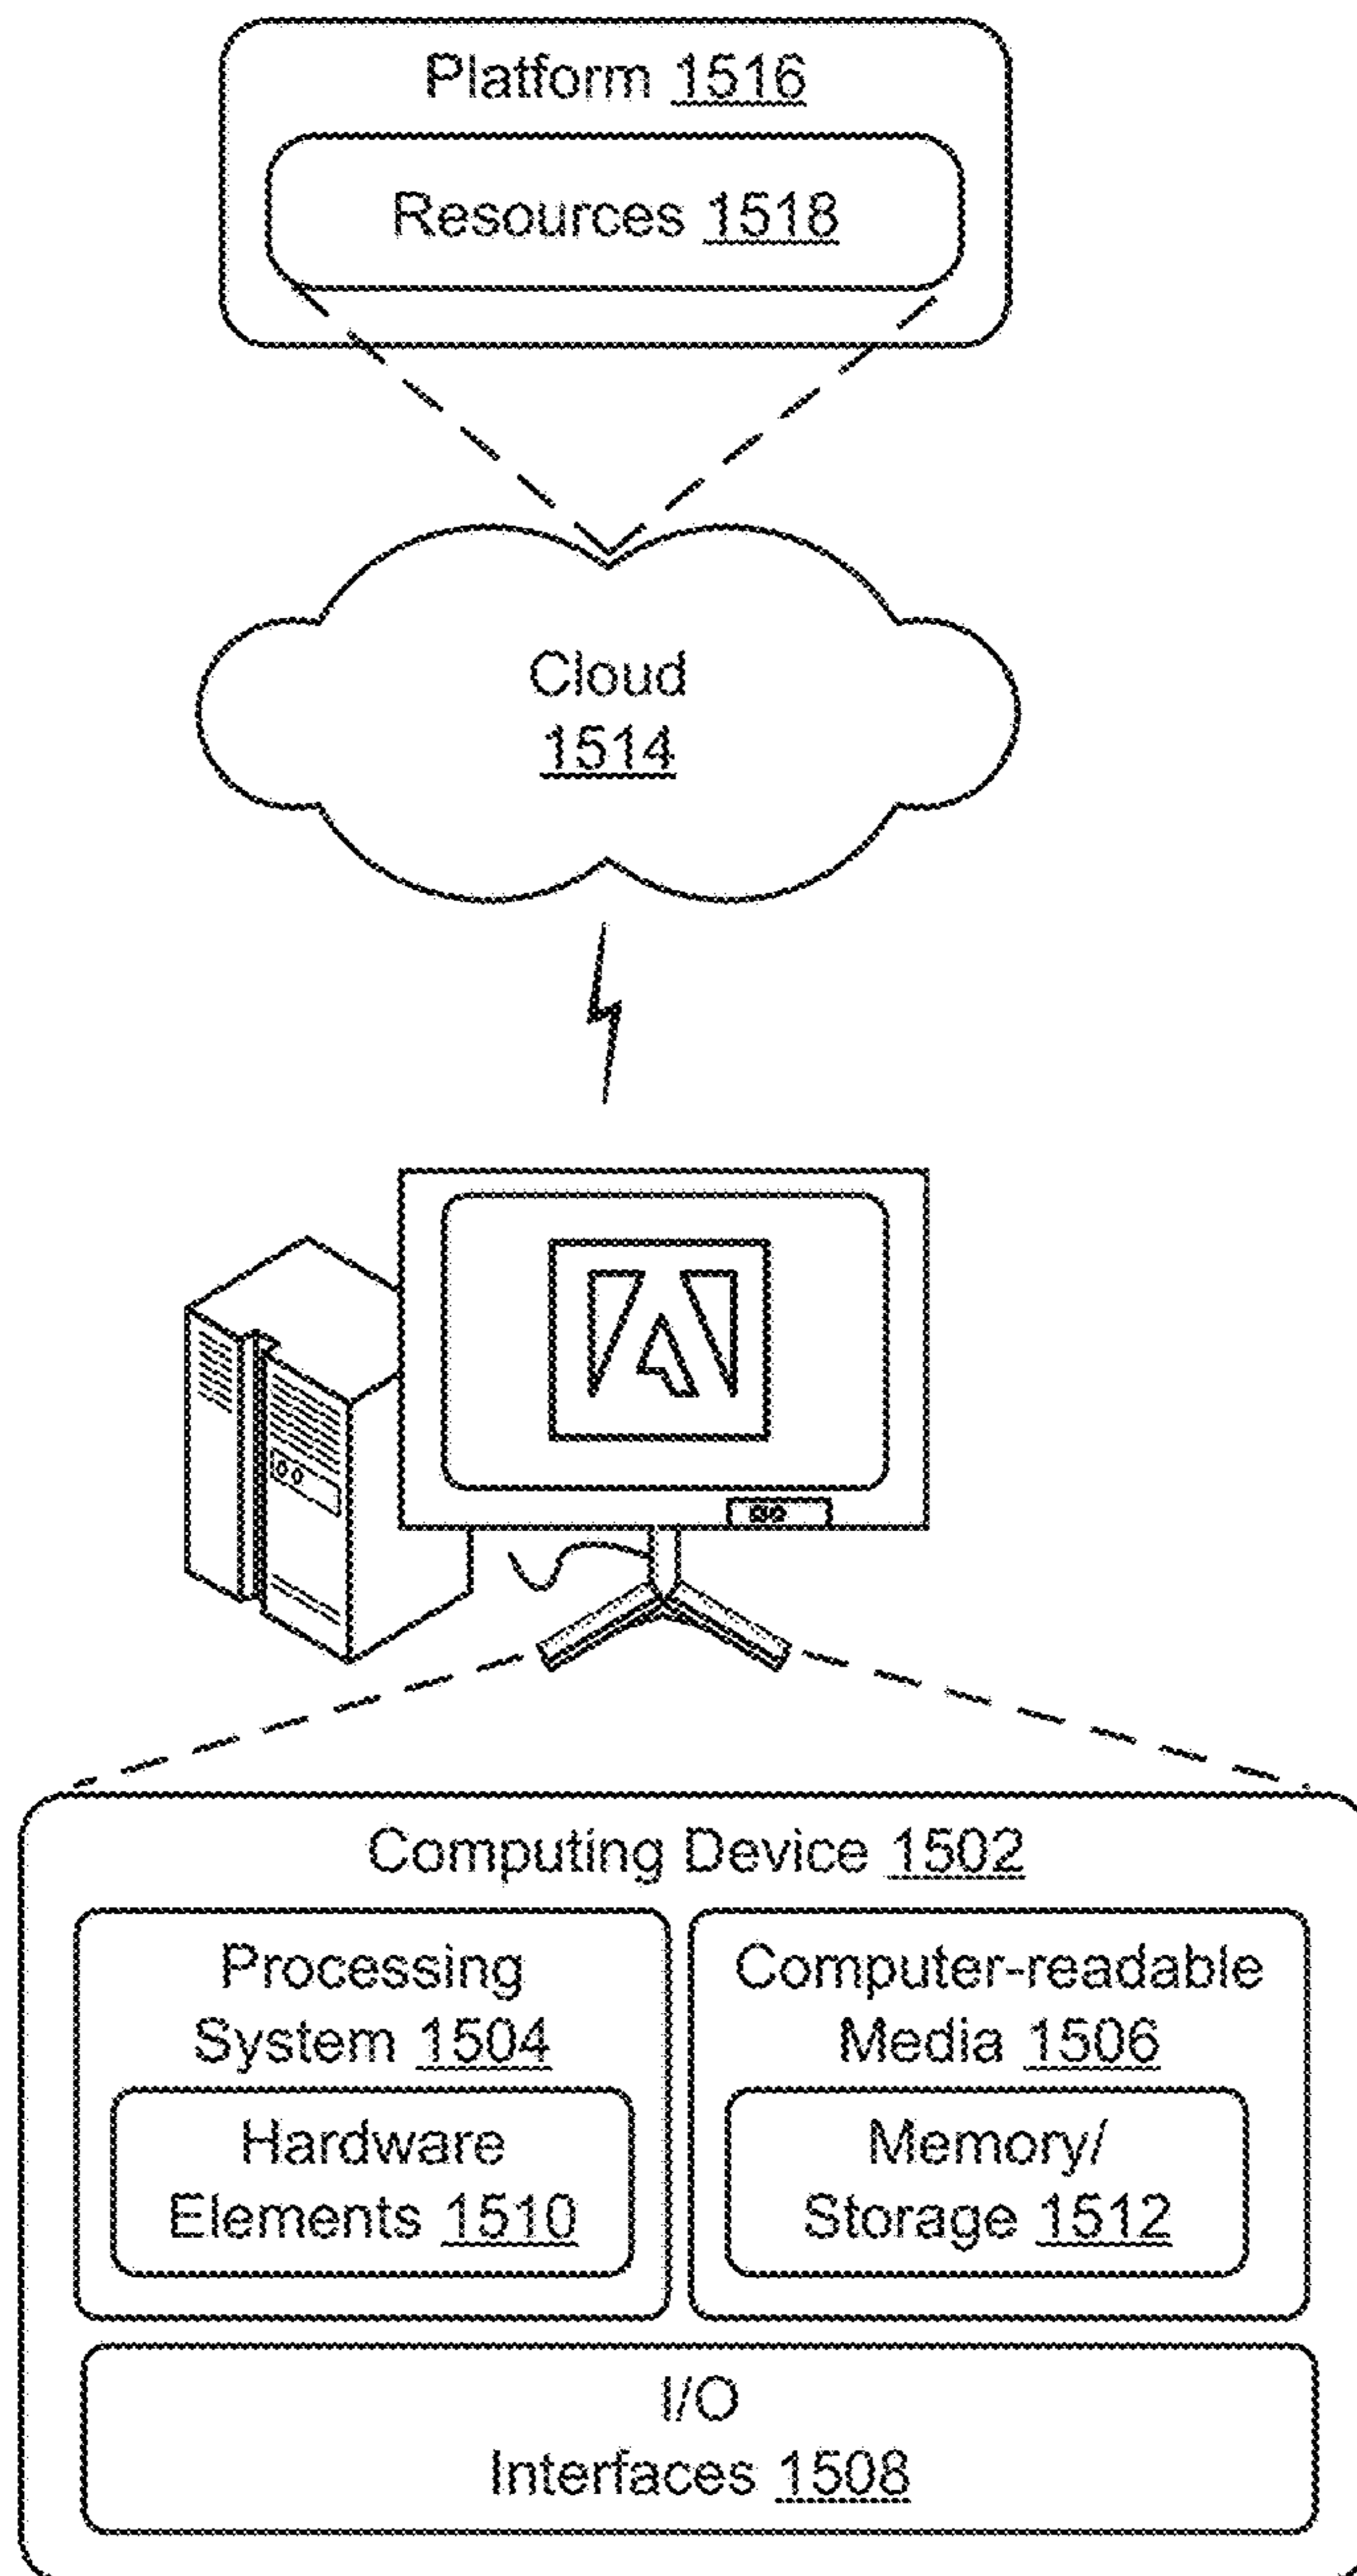 Platform 1516
Resources 1518
Cloud
1514
Computing Device 1502
Processing
System 1504
Hardware
Elements 1510
Computer-readable
Media 1506
Memory/
Storage 1512
I/O
Interfaces 1508